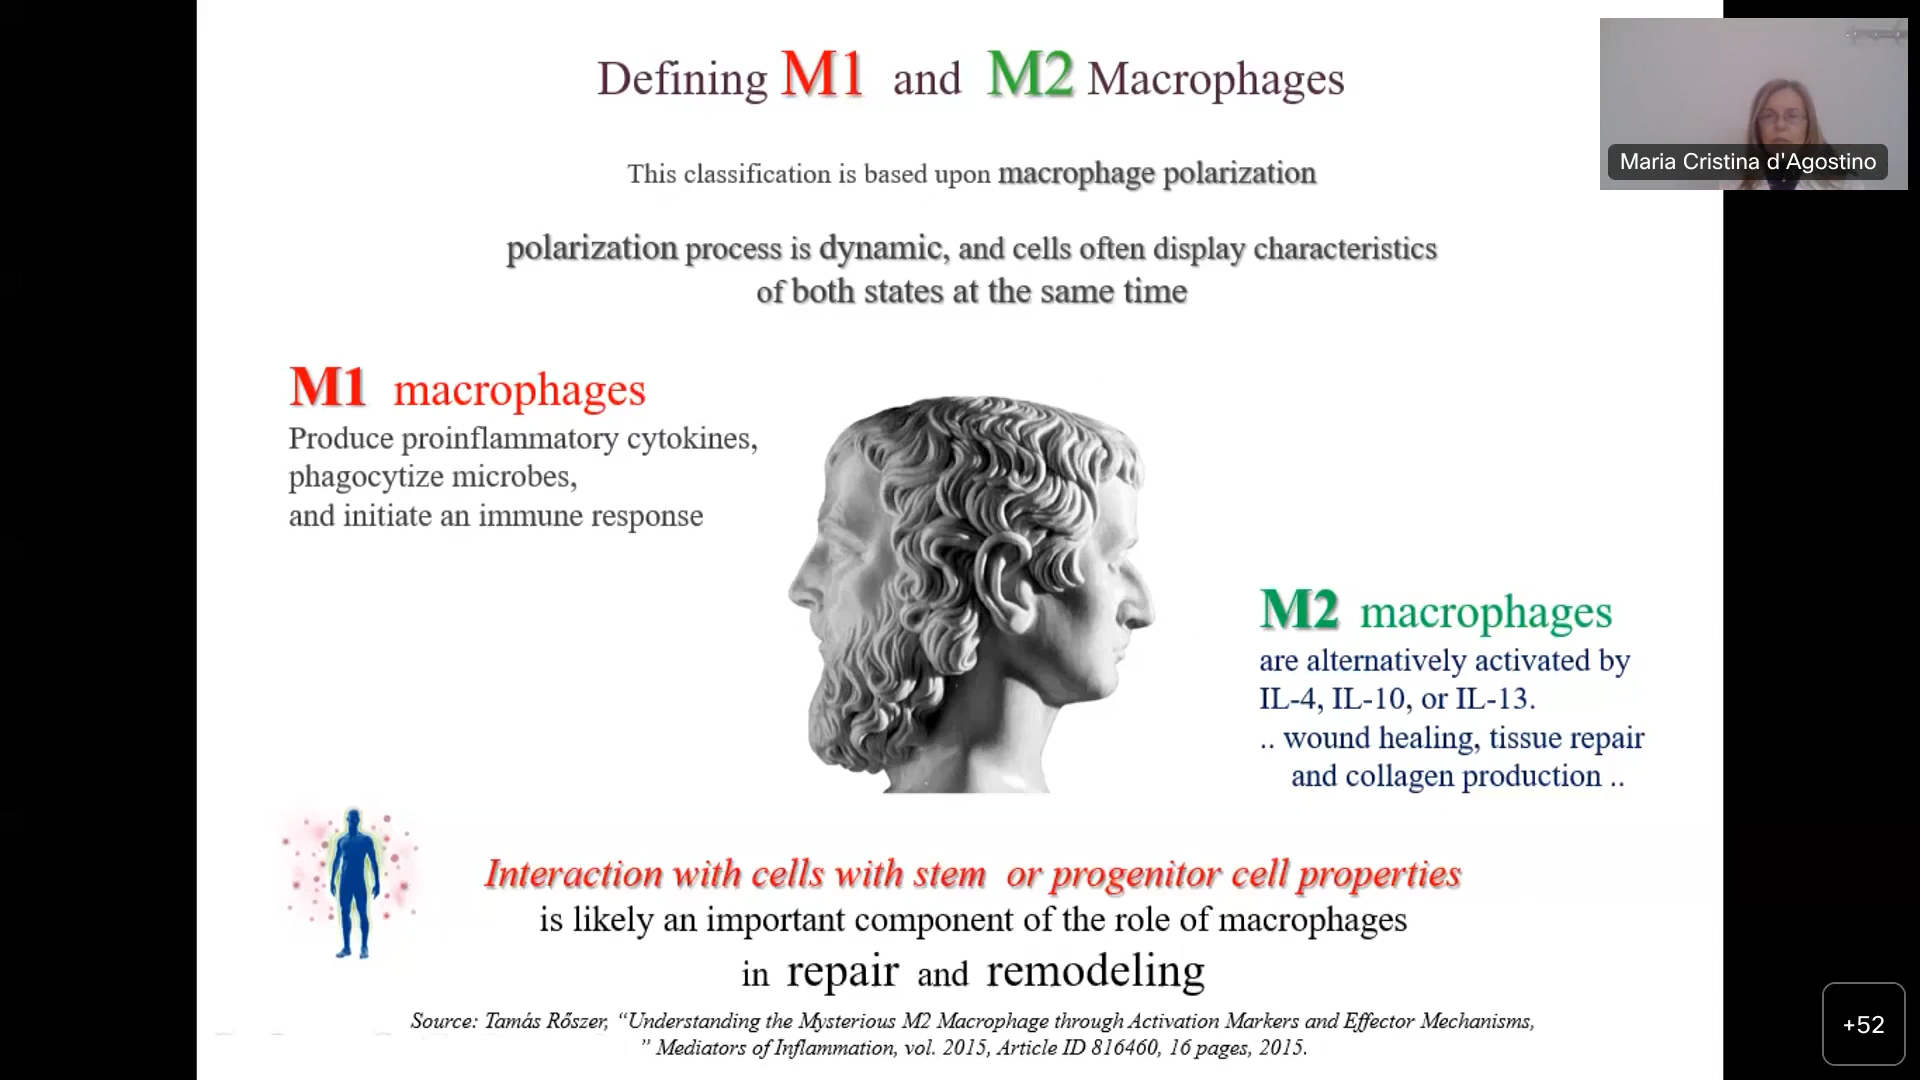 Defining M1 and M2 Macrophages
Maria Cristina d'Agostino
This classification is based upon macrophage polarization
polarization process is dynamic, and cells often display characteristics
of both states at the same time
M1 macrophages
Produce proinflammatory cytokines,
phagocytize microbes,
and initiate an immune response
M2 macrophages
are alternatively activated by
IL-4, IL-10, or IL-13.
.. wound healing, tissue repair
and collagen production ..
Interaction with cells with stem or progenitor cell properties
is likely an important component of the role of macrophages
in repair and remodeling
Source: Tamás Rőszer, “Understanding the Mysterious M2 Macrophage through Activation Markers and Effector Mechanisms,
” Mediators of Inflammation, vol. 2015, Article ID 816460, 16 pages, 2015.
+52